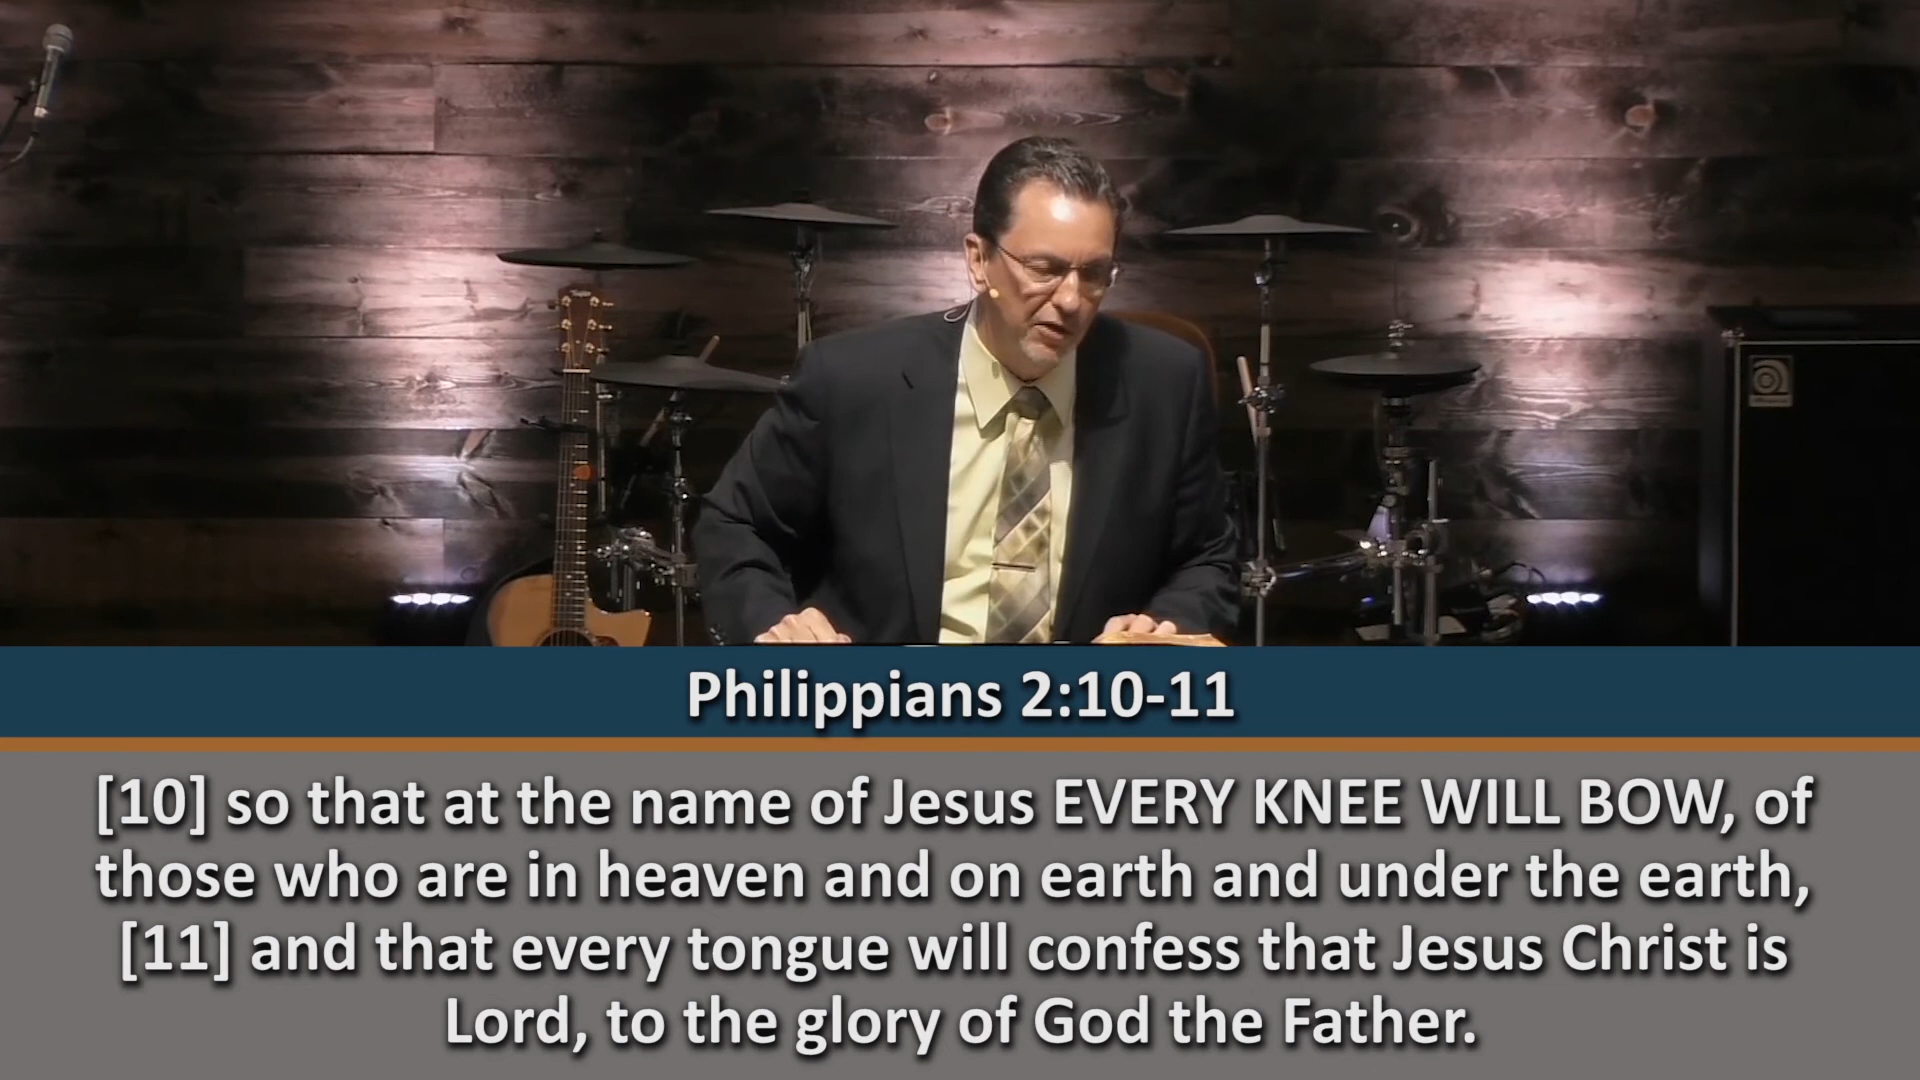 Philippians 2:10-11
[10] so that at the name of Jesus EVERY KNEE WILL BOW, of
those who are in heaven and on earth and under the earth,
[11] and that every tongue will confess that Jesus Christ is
Lord, to the glory of God the Father.